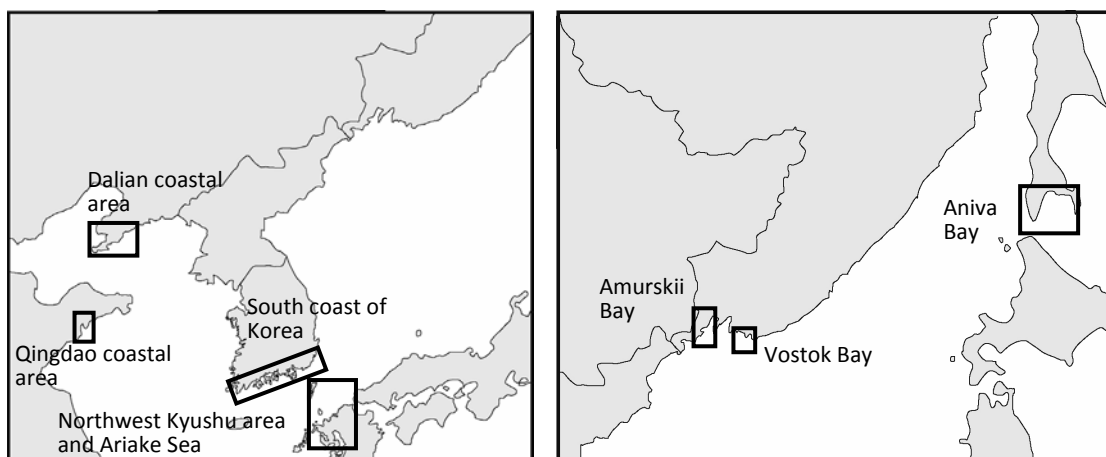 Dalian coastal
area
South coast of
Korea
Qingdao coastal
area
Northwest Kyushu area
and Ariake Sea
Aniva
Bay
Amurskii
Bay
Vostok Bay